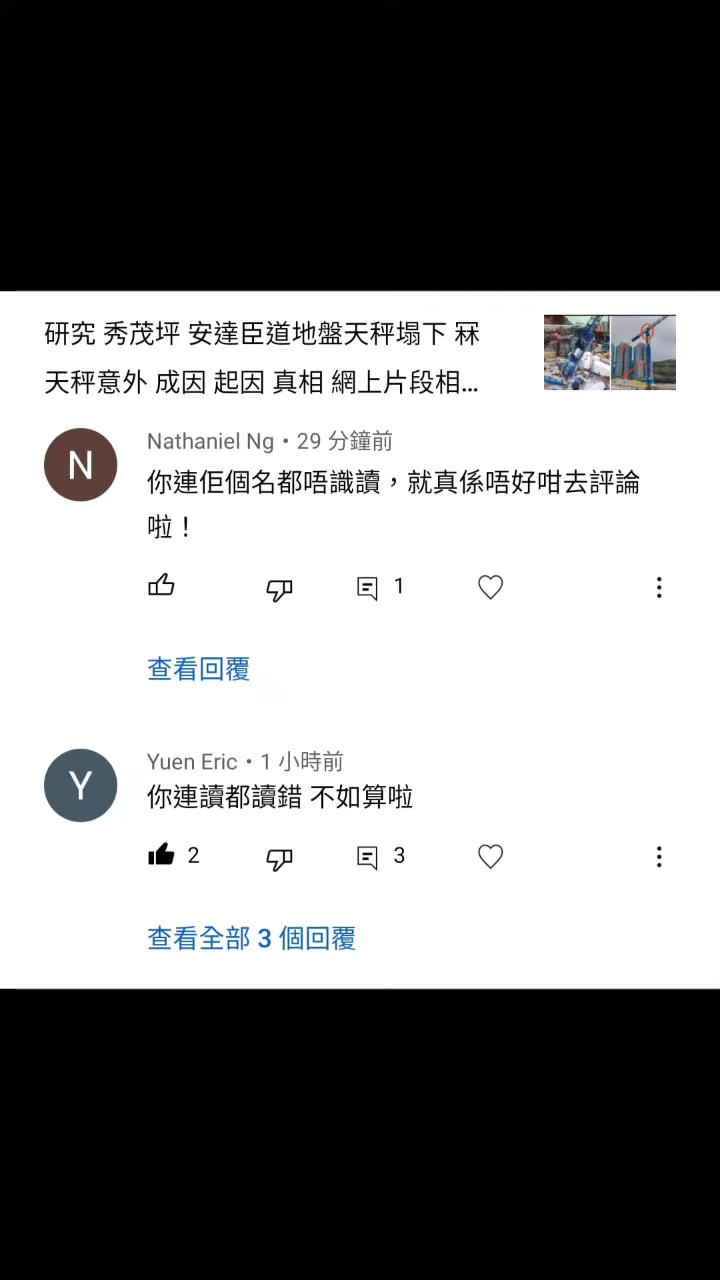 研究 秀茂坪 安達臣道地盤天秤塌下 冧
天秤意外 成因 起因 真相 網上片段相...
N
Nathaniel Ng • 29 分鐘前
你連佢個名都唔識讀，就真係唔好咁去評論
啦！
1
查看回覆
Y
Yuen Eric • 1 小時前
你連讀都讀錯 不如算啦
2 3
查看全部 3 個回覆